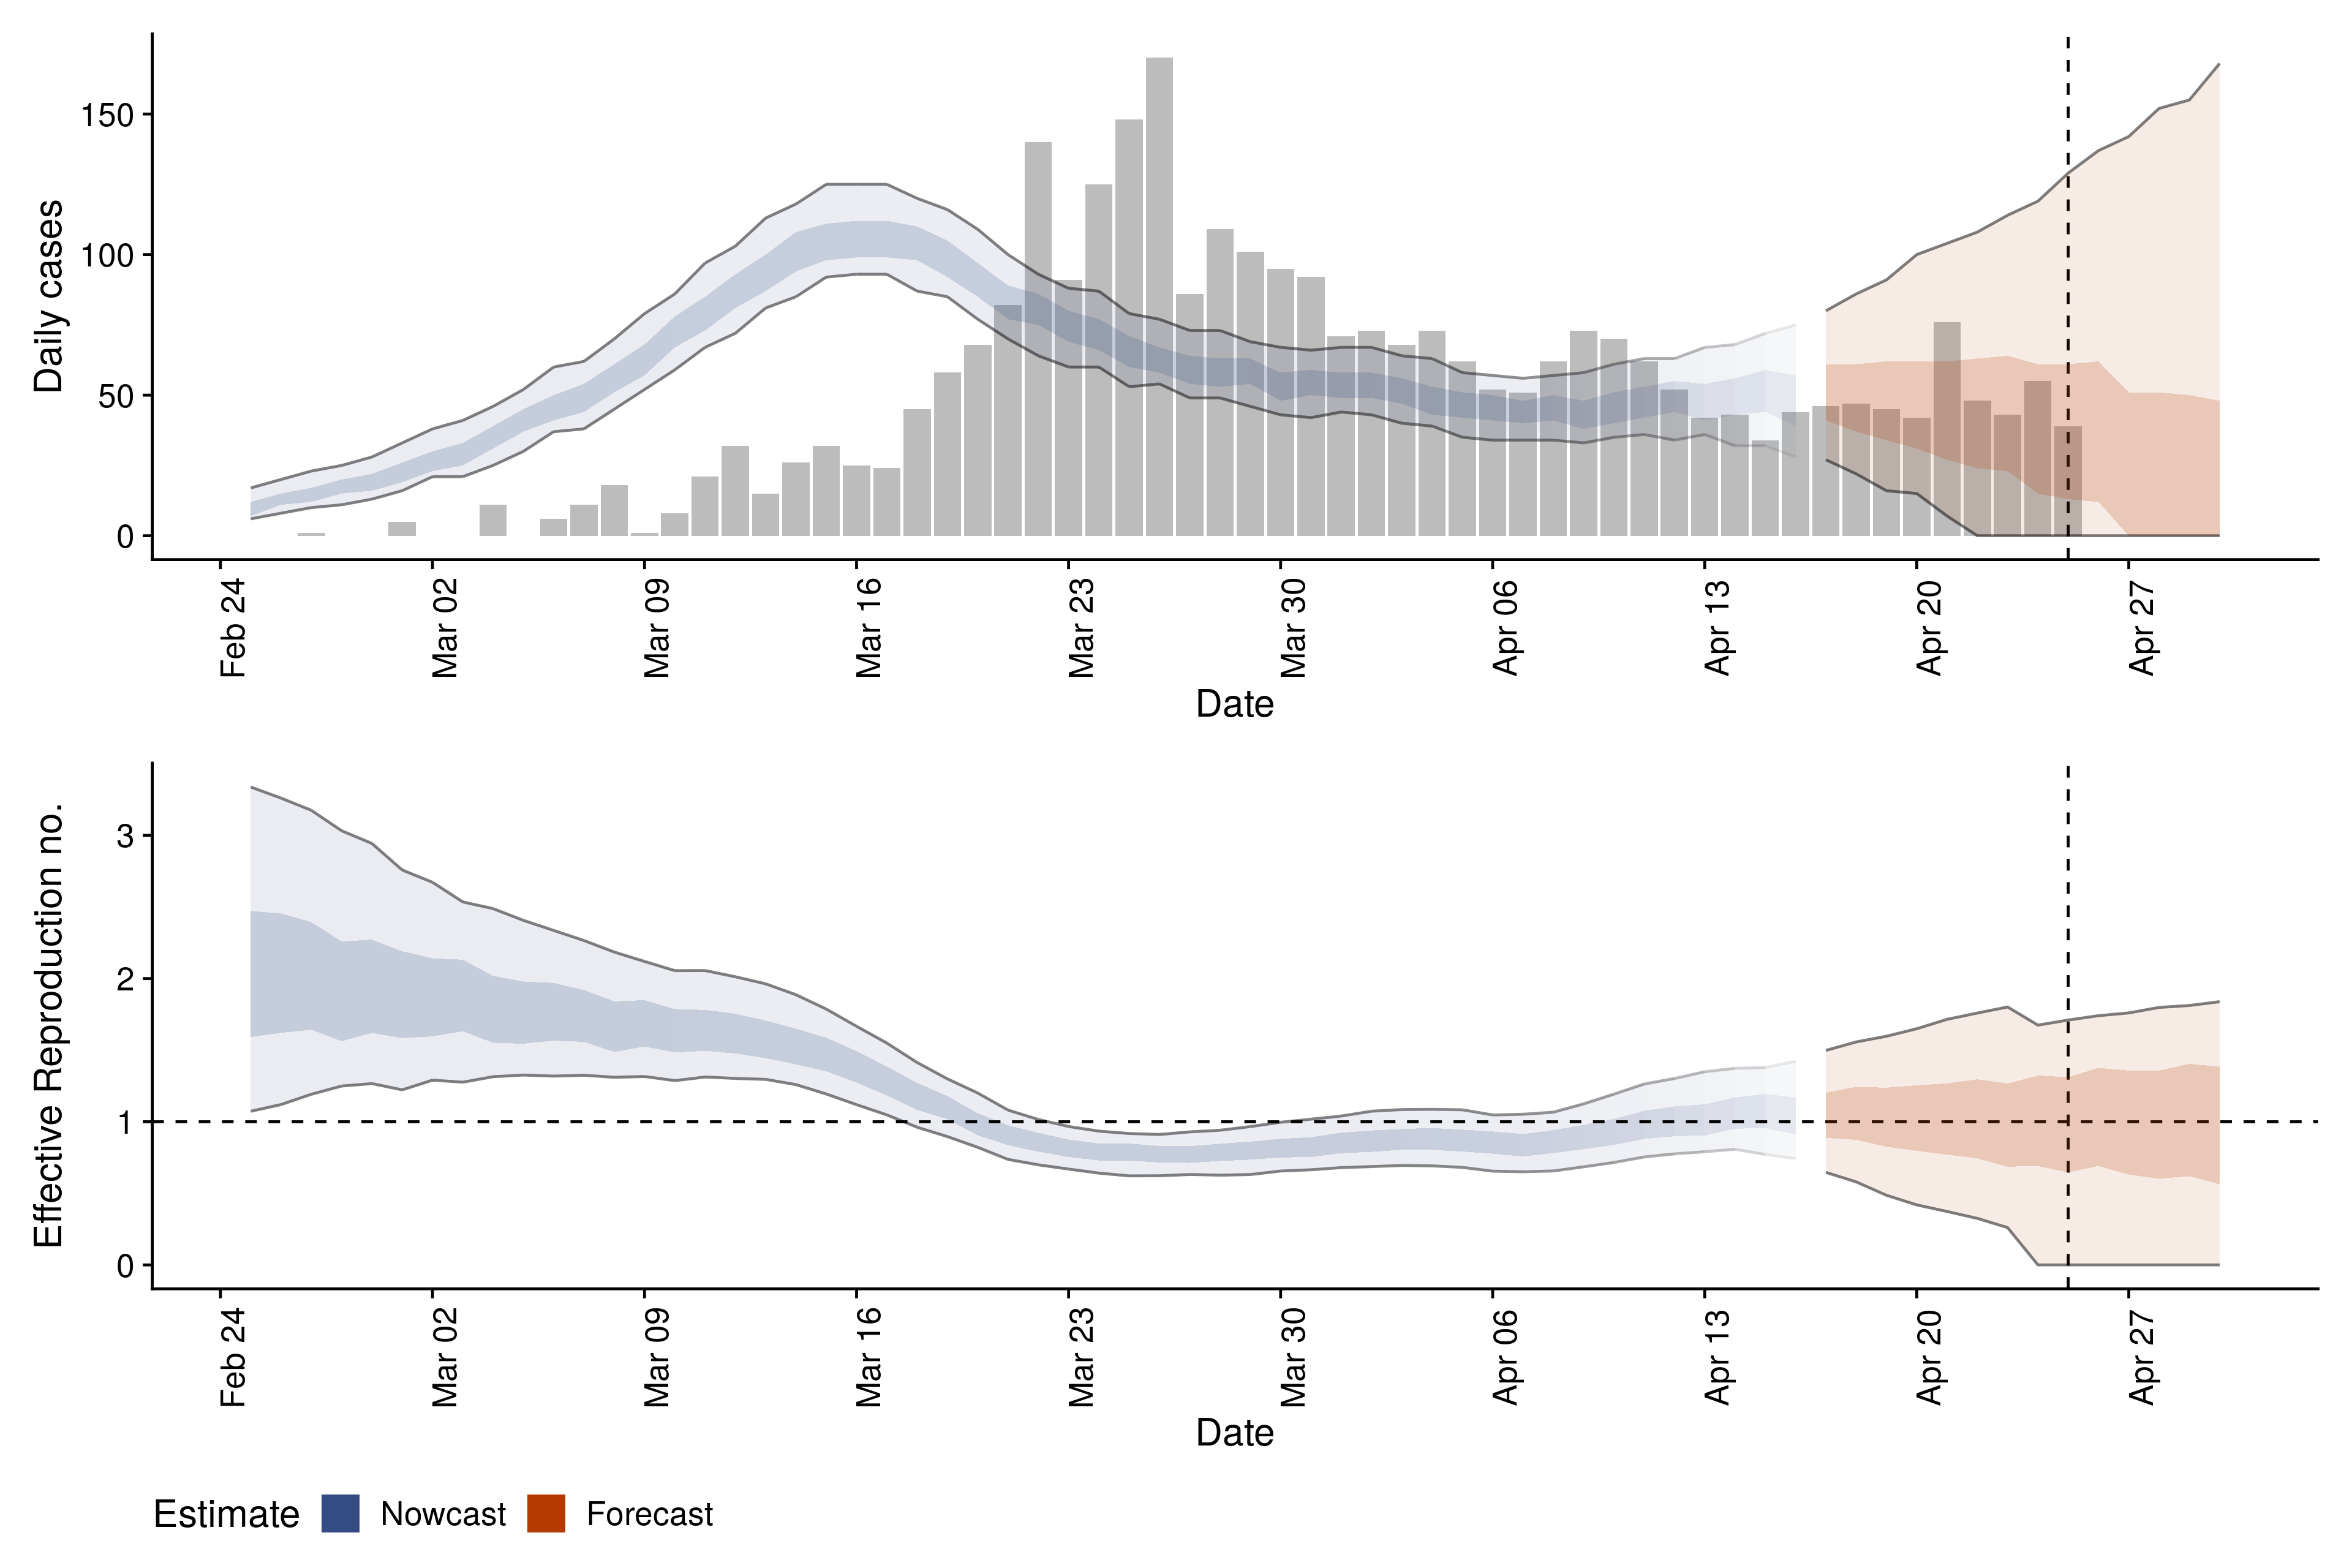 Daily cases
150
100
50
0
Feb 24
Mar 02
Mar 09
Mar 16
Mar 23
Mar 30
Apr 06
Apr 13
Apr 20
Apr 27
Date
Effective Reproduction no.
3
2
1
0
Feb 24
Mar 02
Mar 09
Mar 16
Mar 23
Mar 30
Apr 06
Apr 13
Apr 20
Apr 27
Date
Estimate Nowcast Forecast